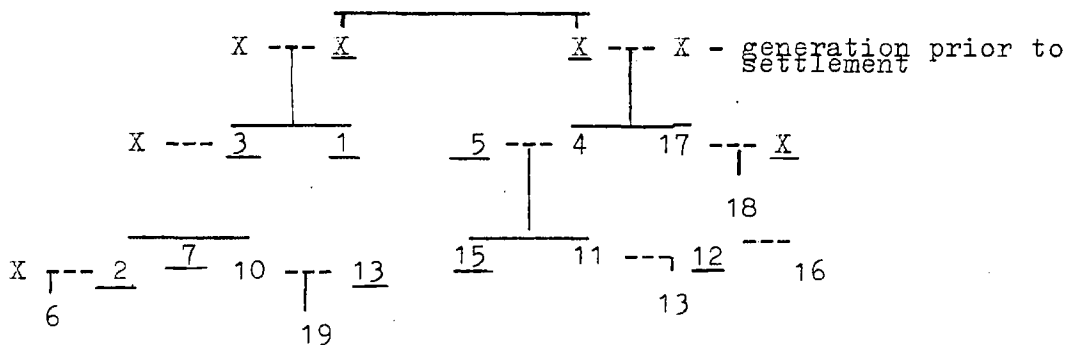 X --- X X --- X - generation prior to
settlement
X --- 3 1 5 --- 4 17 --- X
18
7 15 11 --- 12 ---
X --- 2 10 --- 13 16
6 19 13